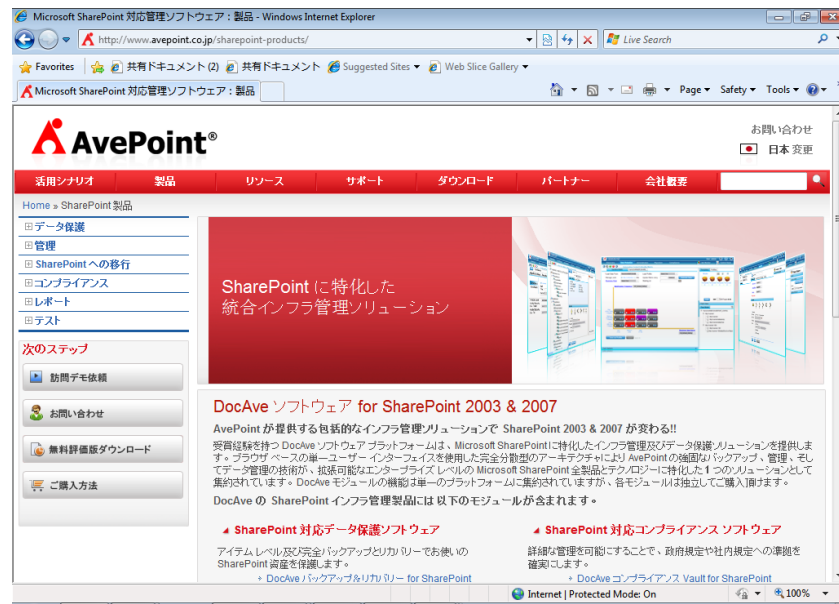 Microsoft SharePoint 対応管理ソフトウェア : 製品 - Windows Internet Explorer
http://www.avepoint.co.jp/sharepoint-products/
Live Search
Favorites 共有ドキュメント (2) 共有ドキュメント Suggested Sites Web Slice Gallery
Microsoft SharePoint 対応管理ソフトウェア : 製品
Page Safety Tools
AvePoint®
お問い合わせ
日本 変更
活用シナリオ 製品 リソース サポート ダウンロード パートナー 会社概要
Home » SharePoint 製品
データ保護
管理
SharePoint への移行
コンプライアンス
レポート
テスト
次のステップ
訪問デモ依頼
お問い合わせ
無料評価版ダウンロード
ご購入方法
SharePoint に特化した
統合インフラ管理ソリューション
DocAve ソフトウェア for SharePoint 2003 & 2007
AvePoint が提供する包括的なインフラ管理ソリューションで SharePoint 2003 & 2007 が変わる!!
受賞経験を持つ DocAve ソフトウェア プラットフォームは、Microsoft SharePointに特化したインフラ管理及びデータ保護ソリューションを提供しま
す。ブラウザ ベースの単一ユーザー インターフェイスを使用した完全分散型のアーキテクチャにより AvePoint の強固なバックアップ、管理、そし
てデータ管理の技術が、拡張可能なエンタープライズ レベルの Microsoft SharePoint 全製品とテクノロジーに特化した 1 つのソリューションとして
集約されています。DocAve モジュールの機能は単一のプラットフォームに集約されていますが、各モジュールは独立してご購入頂けます。
DocAve の SharePoint インフラ管理製品には以下のモジュールが含まれます。
SharePoint 対応データ保護ソフトウェア
アイテム レベル及び完全バックアップとリカバリーでお使いの
SharePoint 資産を保護します。
DocAve バックアップ&リカバリー for SharePoint
SharePoint 対応コンプライアンス ソフトウェア
詳細な管理を可能にすることで、政府規定や社内規定への準拠を
確実にします。
DocAve コンプライアンス Vault for SharePoint
Internet | Protected Mode: On
100%